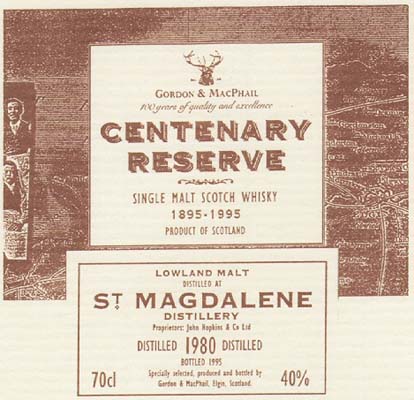 GORDON & MACPHAIL
100 years of quality and excellence
CENTENARY
RESERVE
SINGLE MALT SCOTCH WHISKY
1895-1995
PRODUCT OF SCOTLAND
LOWLAND MALT
DISTILLED AT
ST. MAGDALENE
DISTILLERY
Proprietors: John Hopkins & Co Ltd
DISTILLED 1980 DISTILLED
BOTTLED 1995
70cl
Specially selected, produced and bottled by
Gordon & MacPhail, Elgin, Scotland.
40%